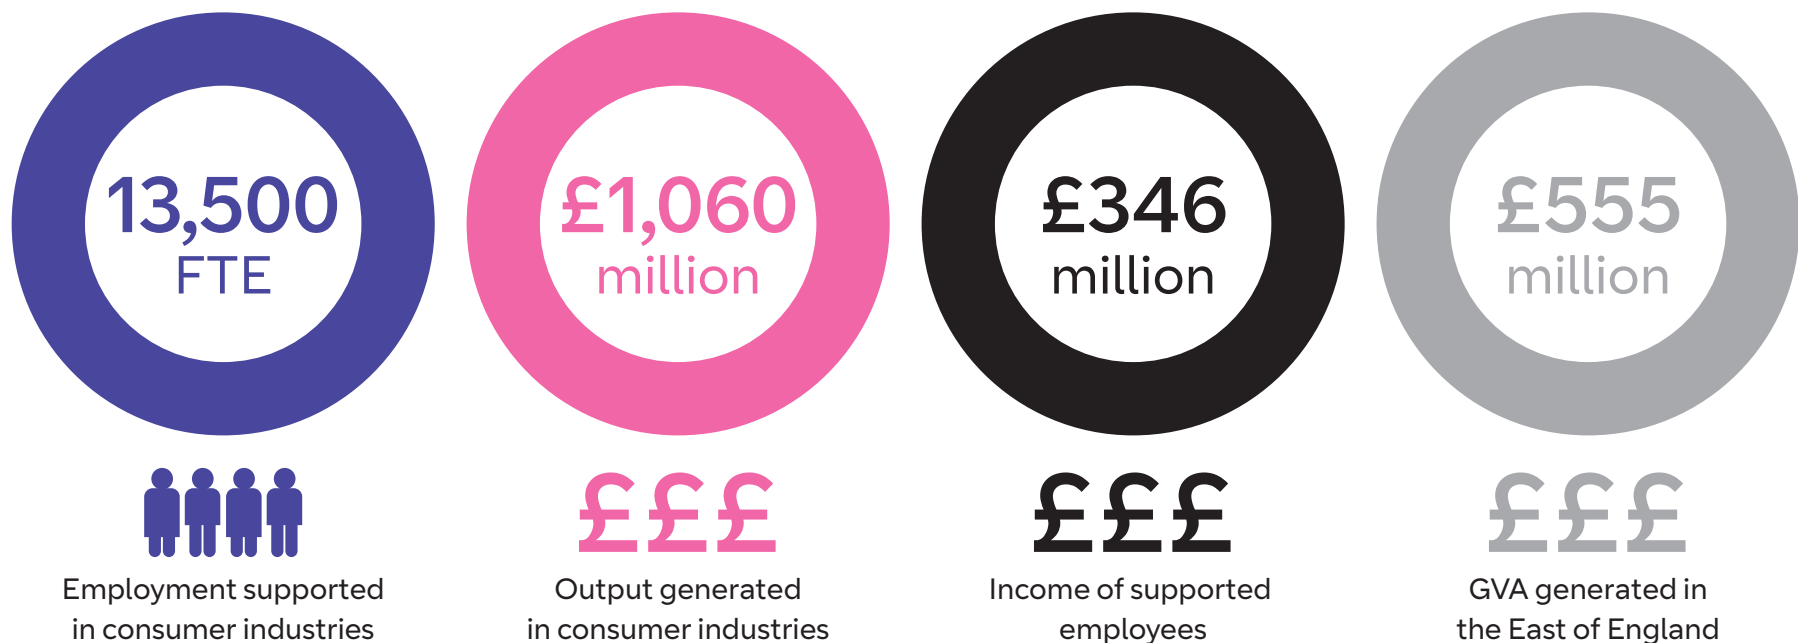 13,500
FTE
£1,060
million
£346
million
£555
million
£££
£££
£££
Employment supported
in consumer industries
Output generated
in consumer industries
Income of supported
employees
GVA generated in
the East of England